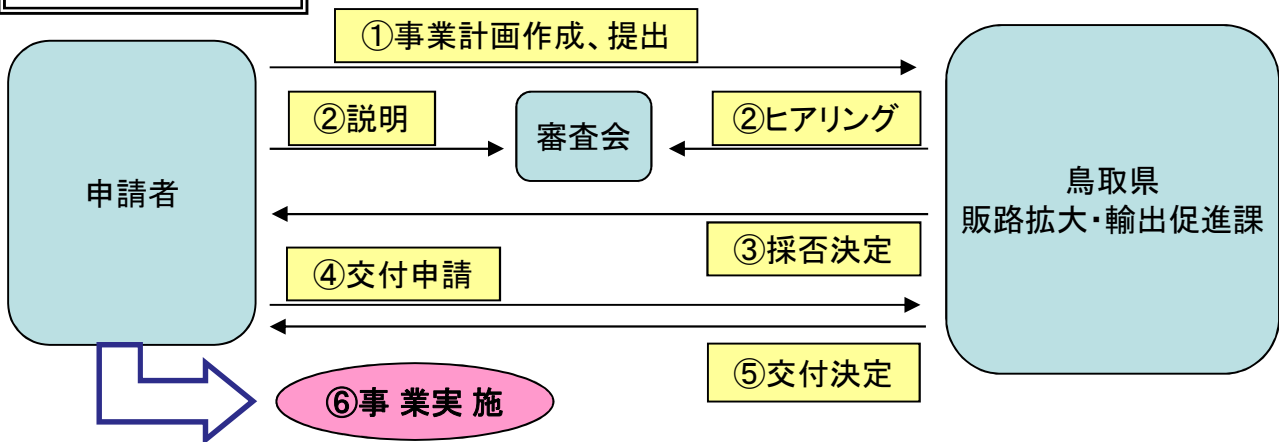 ①事業計画作成、提出
②説明
審査会
②ヒアリング
申請者
鳥取県
販路拡大・輸出促進課
③採否決定
④交付申請
⑤交付決定
⑥事 業実 施